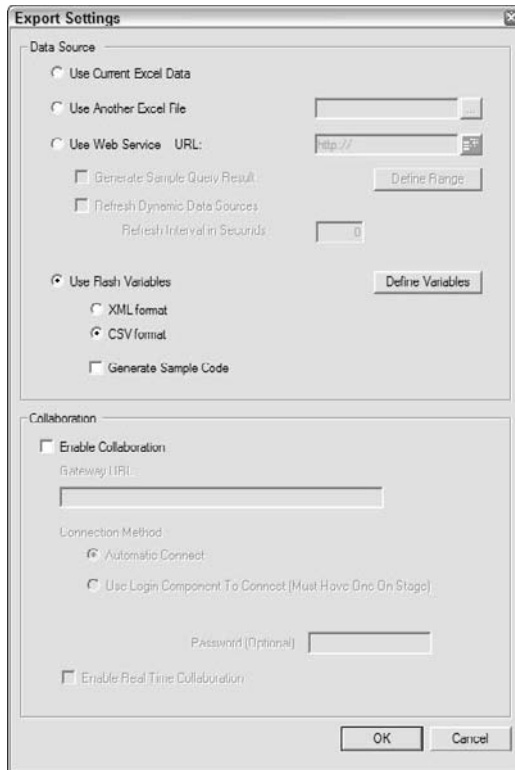 Export Settings
Data Source
Use Current Excel Data
Use Another Excel File
...
Use Web Service URL: http://
Generate Sample Query Result
Define Range
Refresh Dynamic Data Sources
Refresh Interval in Seconds 0
Use Flash Variables
Define Variables
XML format
CSV format
Generate Sample Code
Collaboration
Enable Collaboration
Gateway URL
Connection Method
Automatic Connect
Use Login Component To Connect (Must Have One On Stage)
Password (Optional)
Enable Real Time Collaboration
OK Cancel